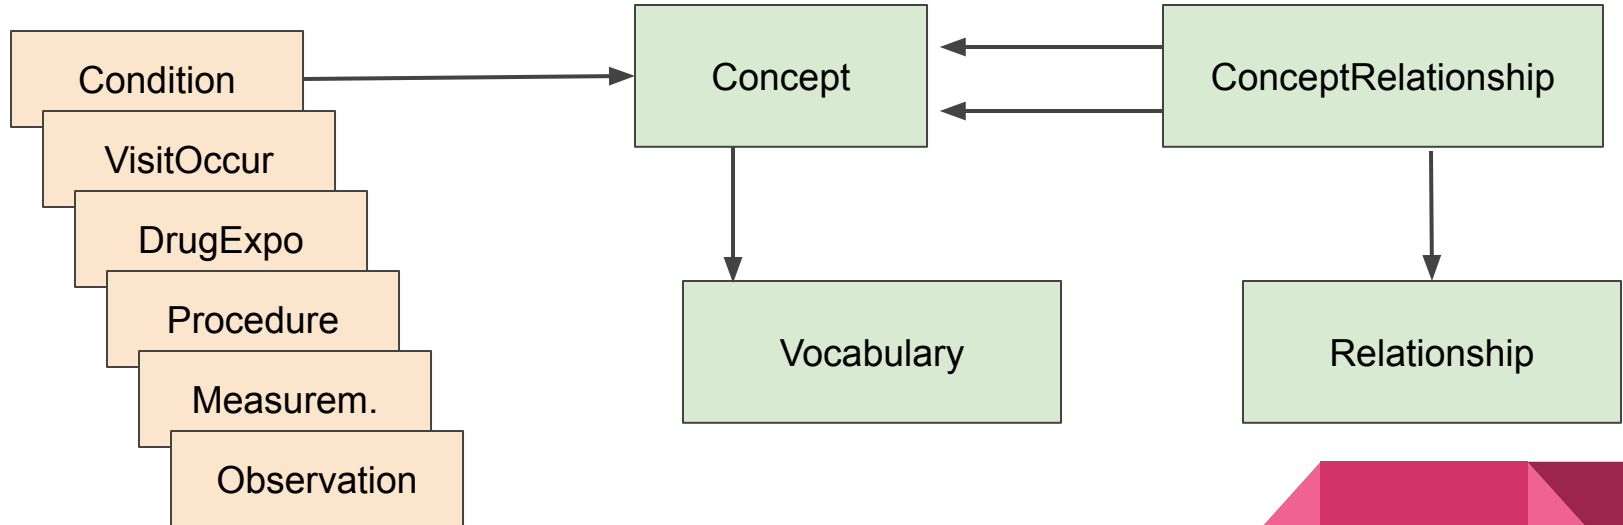 Condition
VisitOccur
DrugExpo
Procedure
Measurem.
Observation
Concept
ConceptRelationship
Vocabulary
Relationship